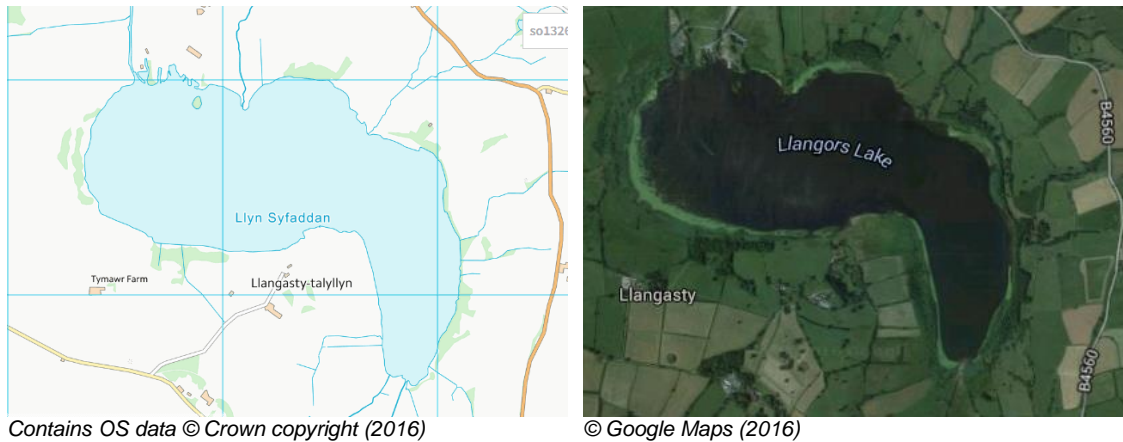 so1326
Llyn Syfaddan
Tymawr Farm
Llangasty-talyllyn
Contains OS data © Crown copyright (2016)
B4560
Llangors Lake
Llangasty
B4560
© Google Maps (2016)